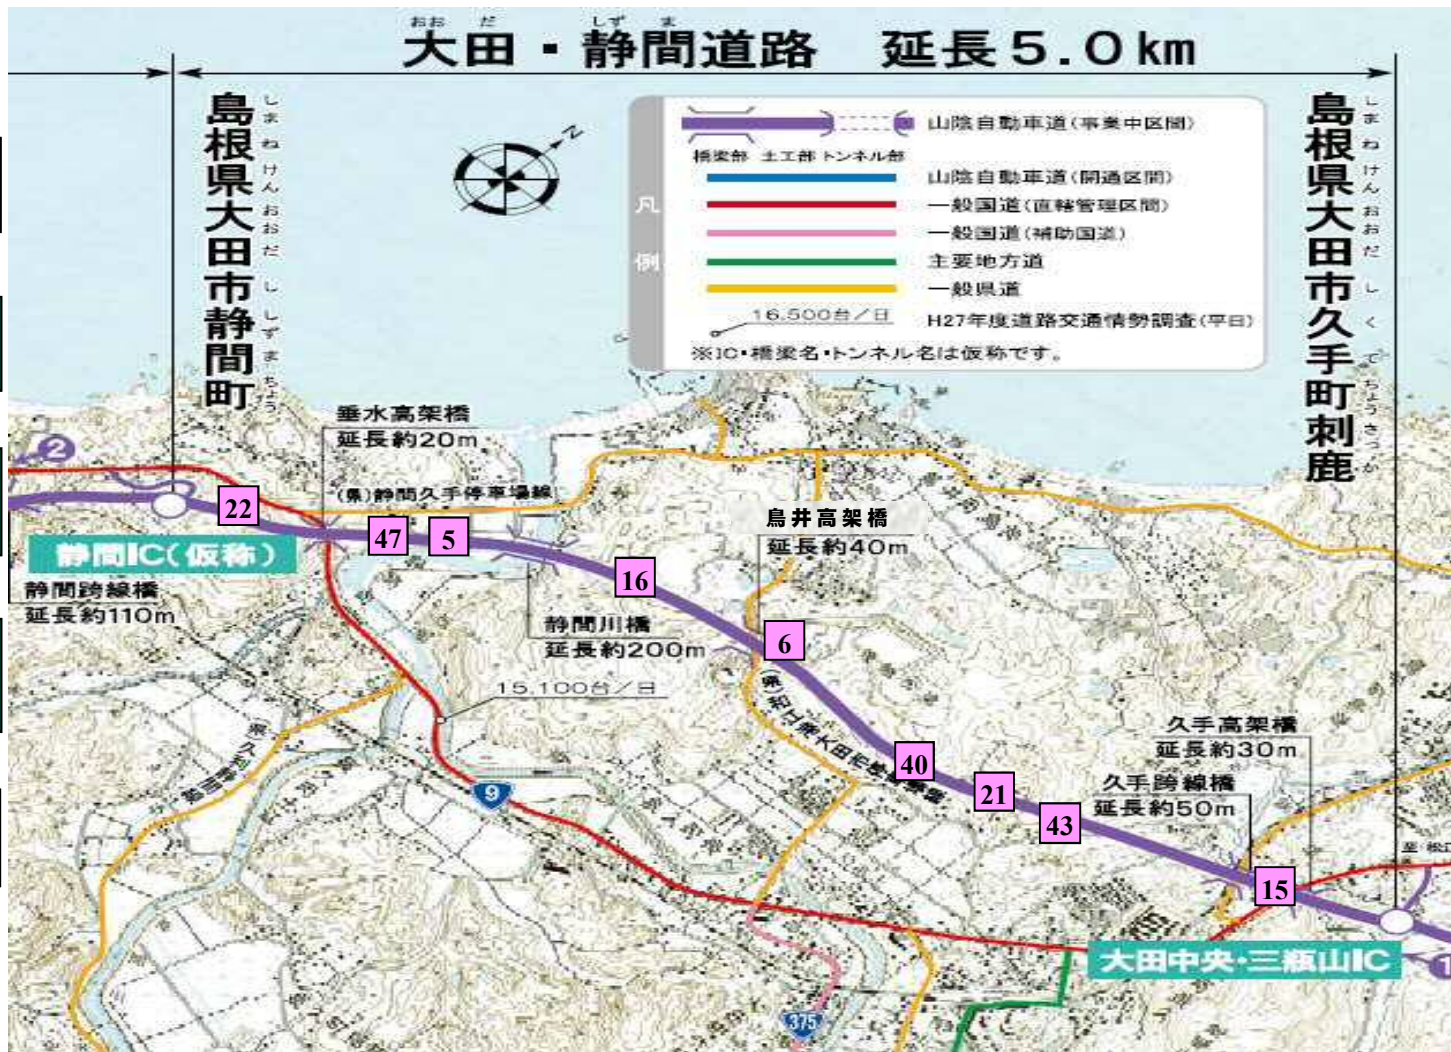 おお だ しず ま
大田・静間道路 延長5.0km
島根県大田市静間町
しまねけんおおだ し しずまちょう
島根県大田市久手町刺鹿
しまねけんおおだ し く てちょうさつか
N
凡例
山陰自動車道(事業中区間)
橋梁部 土工部 トンネル部
山陰自動車道(開通区間)
一般国道(直轄管理区間)
一般国道(補助国道)
主要地方道
一般県道
16,500台/日 H27年度道路交通情勢調査(平日)
※IC・橋梁名・トンネル名は仮称です。
垂水高架橋
延長約20m
2
(県)静間久手停車場線
22
47
5
鳥井高架橋
延長約40m
静間IC(仮称)
静間跨線橋
延長約110m
16
静間川橋
延長約200m
6
15,100台/日
久手高架橋
延長約30m
久手跨線橋
延長約50m
40
21
43
9
15
至 松江
大田中央・三瓶山IC
1
375